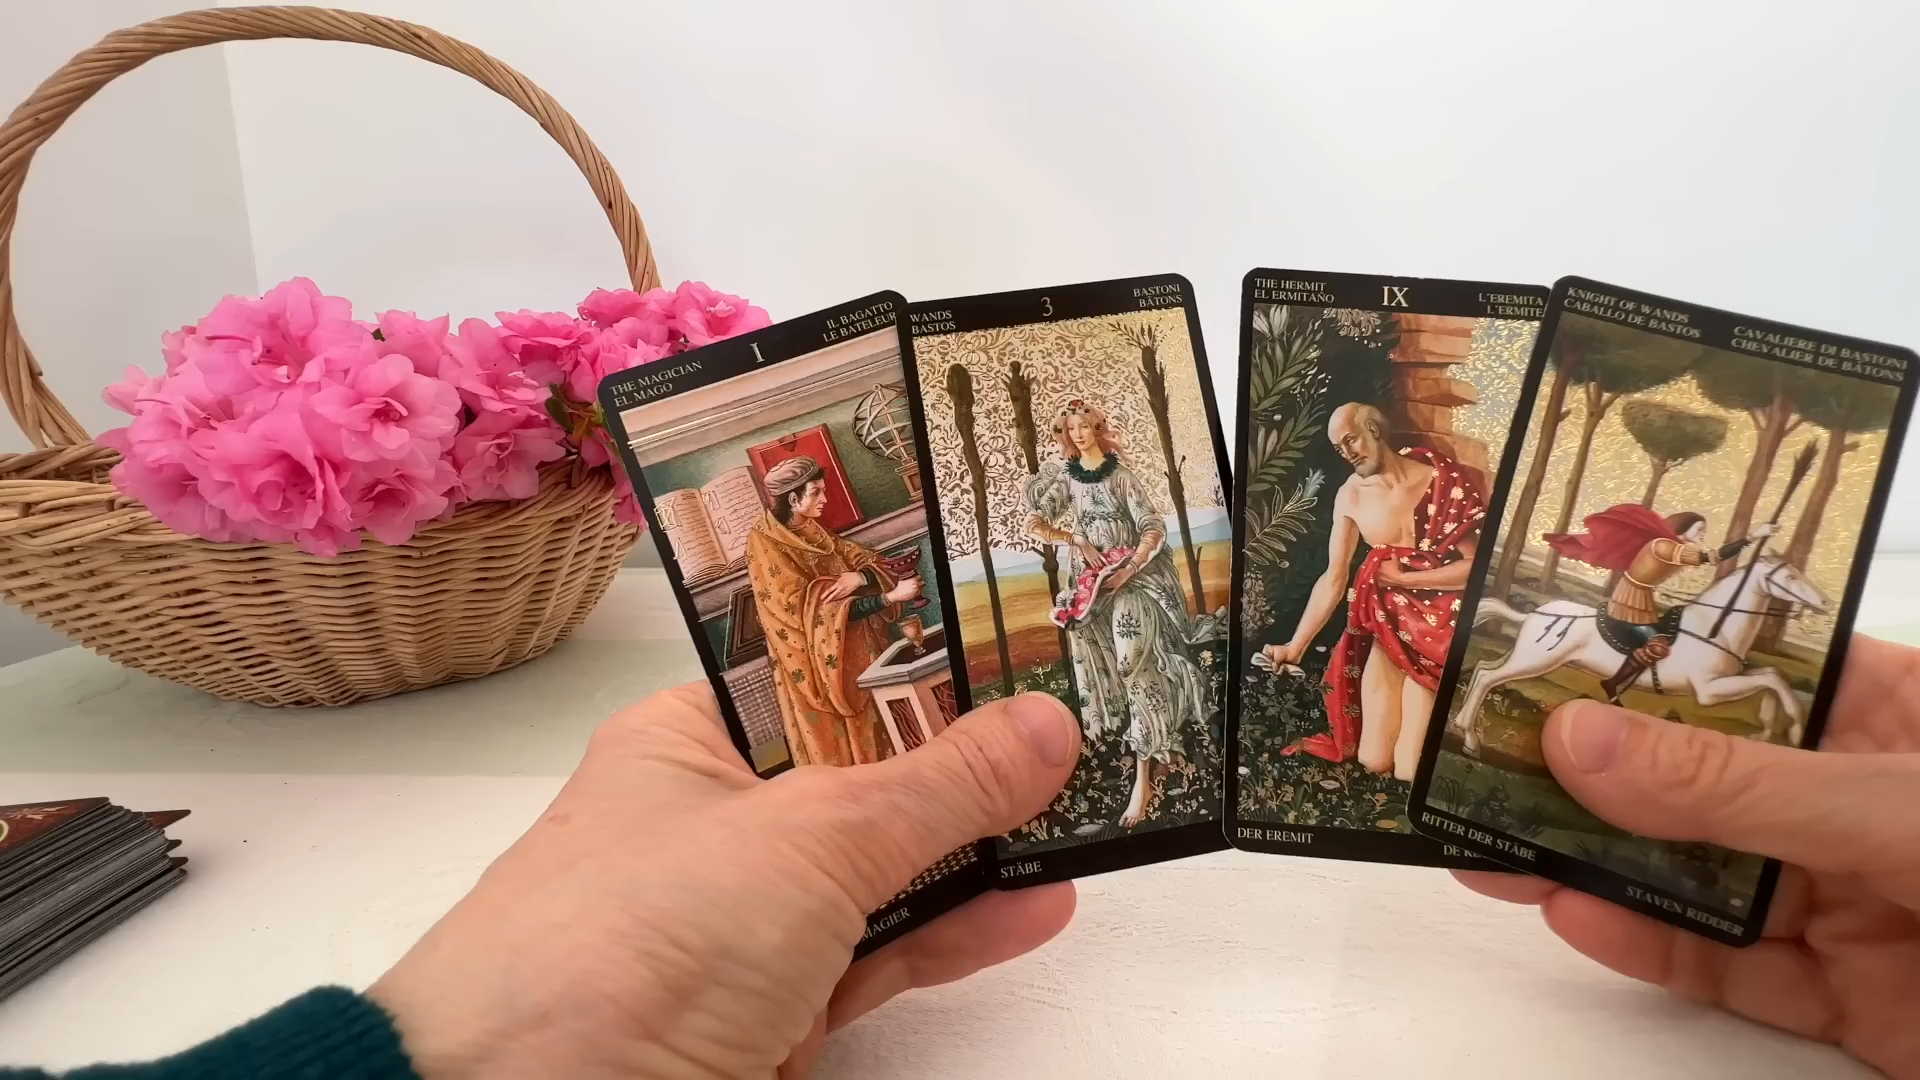 THE MAGICIAN
EL MAGO
I
IL BAGATTO
LE BATELEUR
MAGIER
WANDS
BASTOS
3
BASTONI
BÂTONS
STÄBE
THE HERMIT
EL ERMITAÑO
IX
L'EREMITA
L'ERMITE
DER EREMIT
DE
KNIGHT OF WANDS
CABALLO DE BASTOS
CAVALIERE DI BASTONI
CHEVALIER DE BÂTONS
RITTER DER STÄBE
STAVEN RIDDER